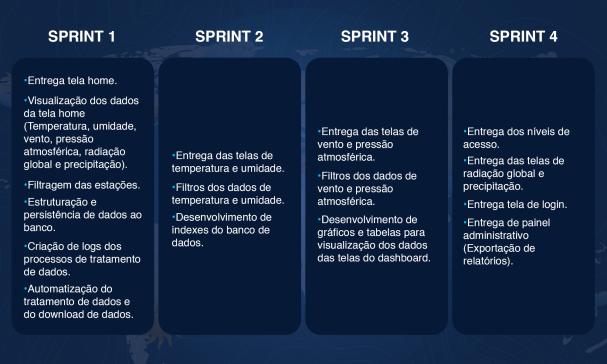 SPRINT 1
•Entrega tela home.
•Visualização dos dados
da tela home
(Temperatura, umidade,
vento, pressão
atmosférica, radiação
global e precipitação).
•Filtragem das estações.
•Estruturação e
persistência de dados ao
banco.
•Criação de logs dos
processos de tratamento
de dados.
•Automatização do
tratamento de dados e
do download de dados.
SPRINT 2
•Entrega das telas de
temperatura e umidade.
•Filtros dos dados de
temperatura e umidade.
•Desenvolvimento de
indexes do banco de
dados.
SPRINT 3
•Entrega das telas de
vento e pressão
atmosférica.
•Filtros dos dados de
vento e pressão
atmosférica.
•Desenvolvimento de
gráficos e tabelas para
visualização dos dados
das telas do dashboard.
SPRINT 4
•Entrega dos níveis de
acesso.
•Entrega das telas de
radiação global e
precipitação.
•Entrega tela de login.
•Entrega de painel
administrativo
(Exportação de
relatórios).